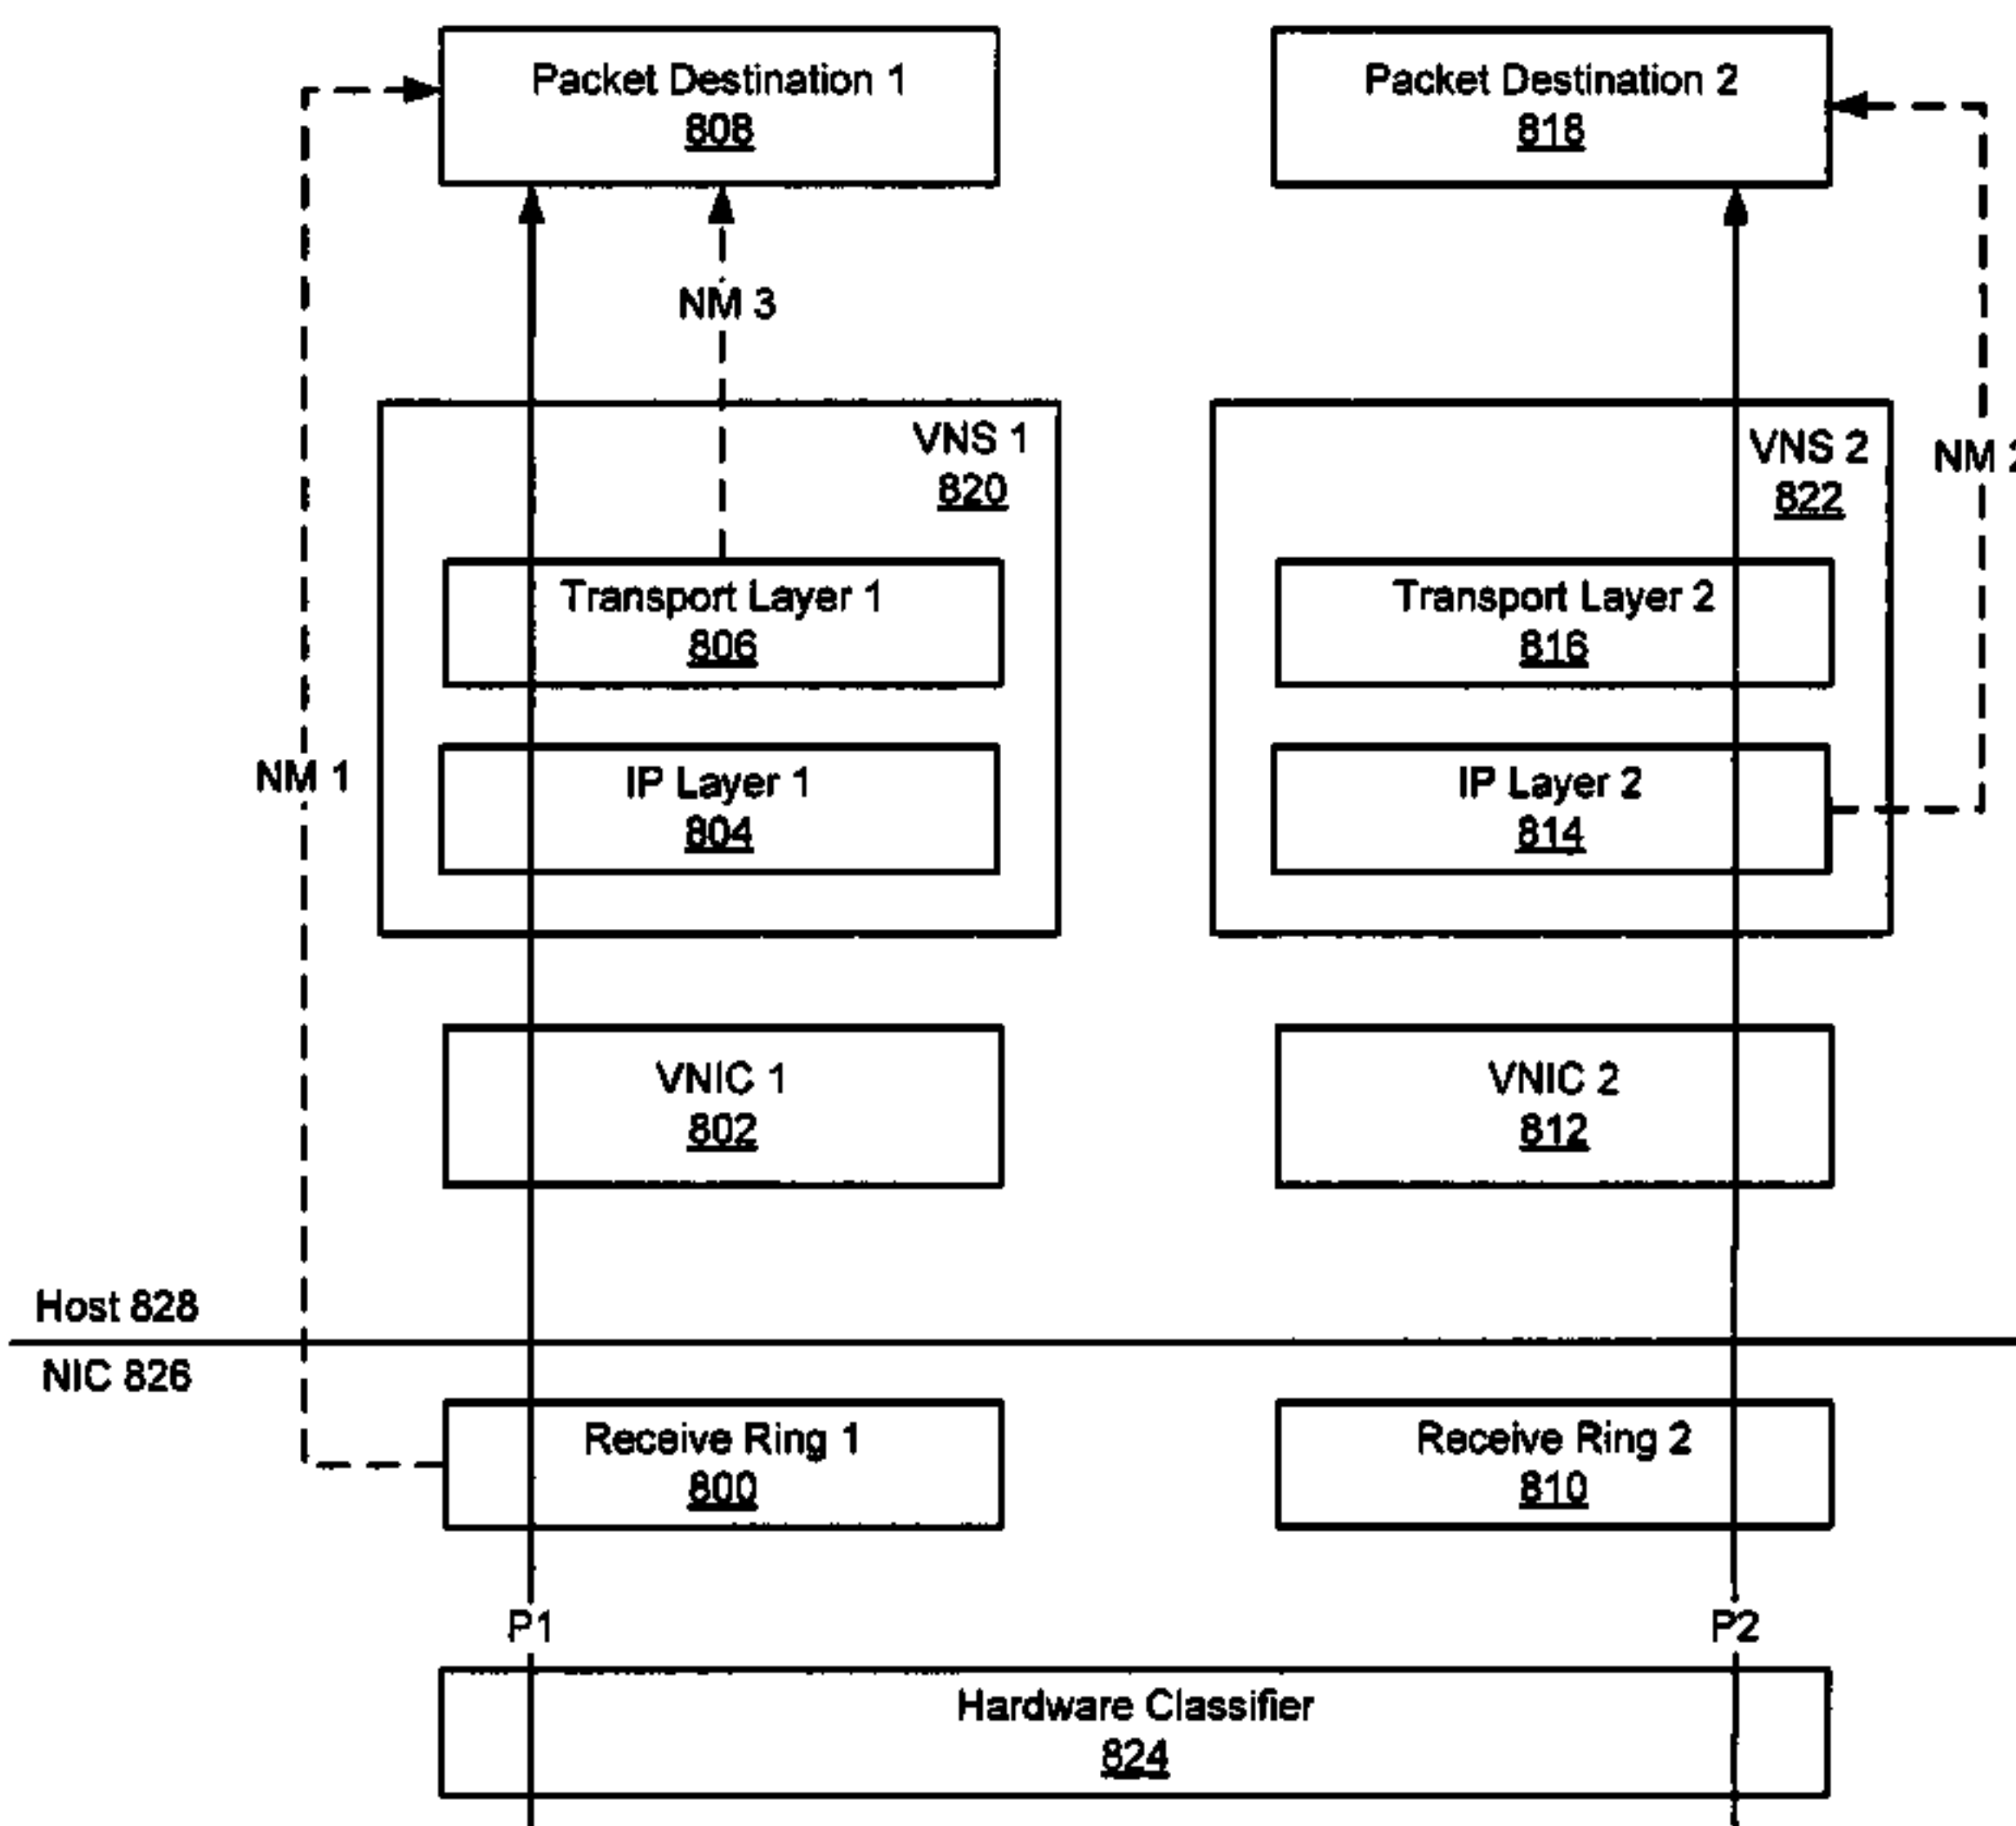 Packet Destination 1
808
Packet Destination 2
818
NM 3
VNS 1
820
VNS 2
822
NM 2
Transport Layer 1
806
Transport Layer 2
816
NM 1
IP Layer 1
804
IP Layer 2
814
VNIC 1
802
VNIC 2
812
Host 828
NIC 826
Receive Ring 1
800
Receive Ring 2
810
P1
P2
Hardware Classifier
824